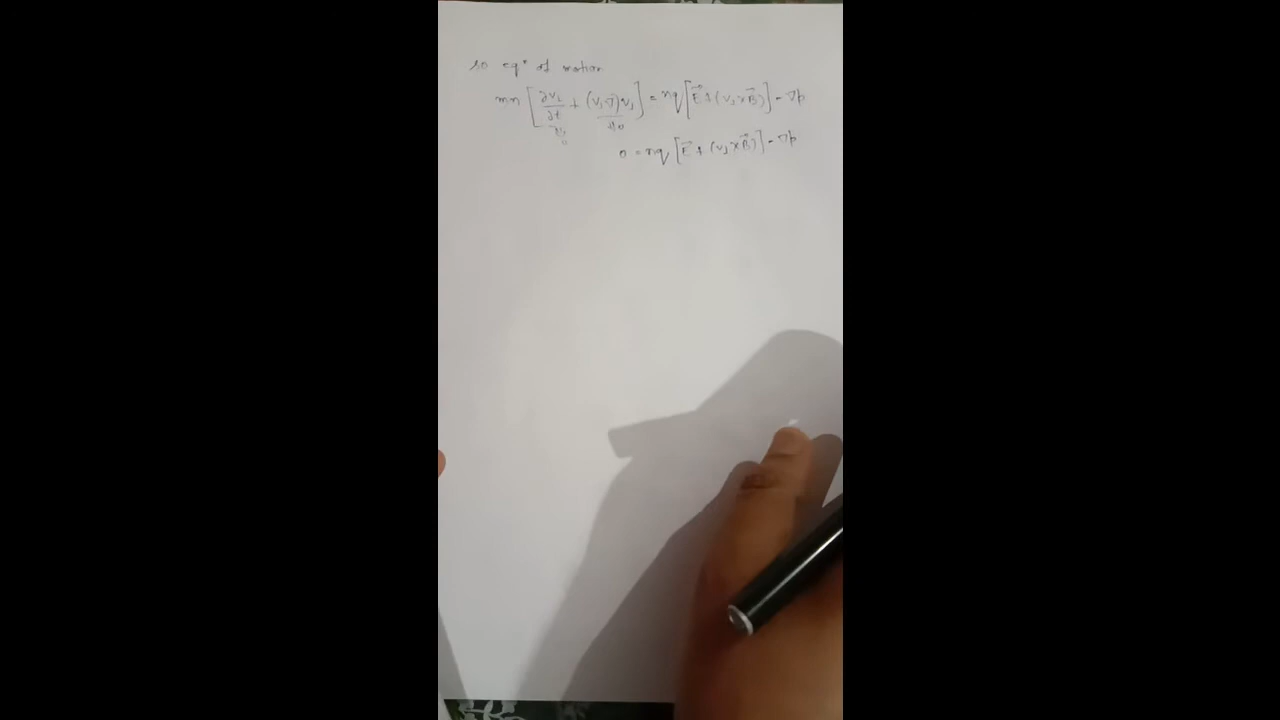 so eqⁿ of motion
mn [∂v⊥/∂t + (v⊥∇)v⊥] = nq [E⃗ + (v⊥×B⃗)] - ∇p
0 = nq [E⃗ + (v⊥×B⃗)] - ∇p